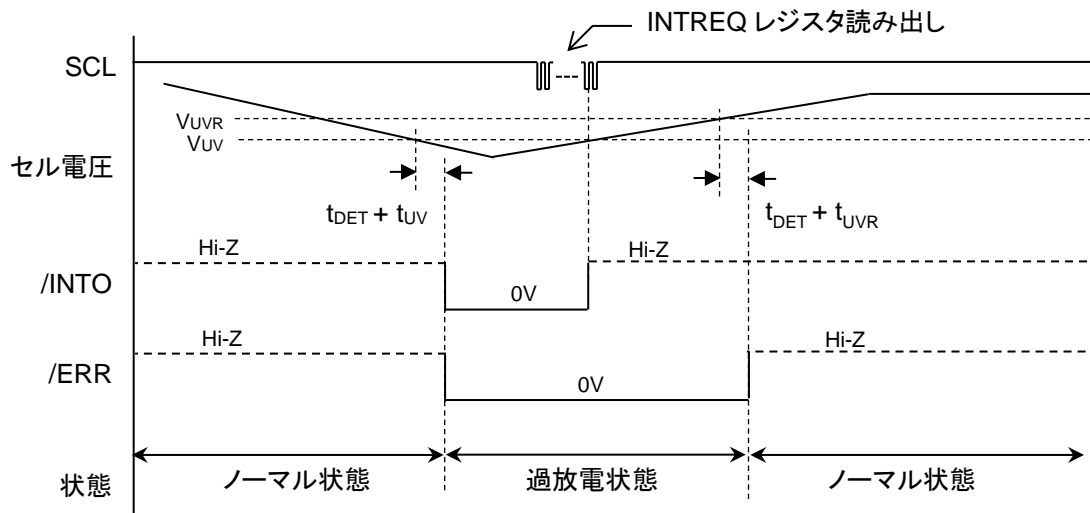 INTREQ レジスタ読み出し
SCL
VUVR
VUV
セル電圧
tDET + tUV
tDET + tUVR
Hi-Z
Hi-Z
/INTO
0V
Hi-Z
Hi-Z
/ERR
0V
状態
ノーマル状態
過放電状態
ノーマル状態